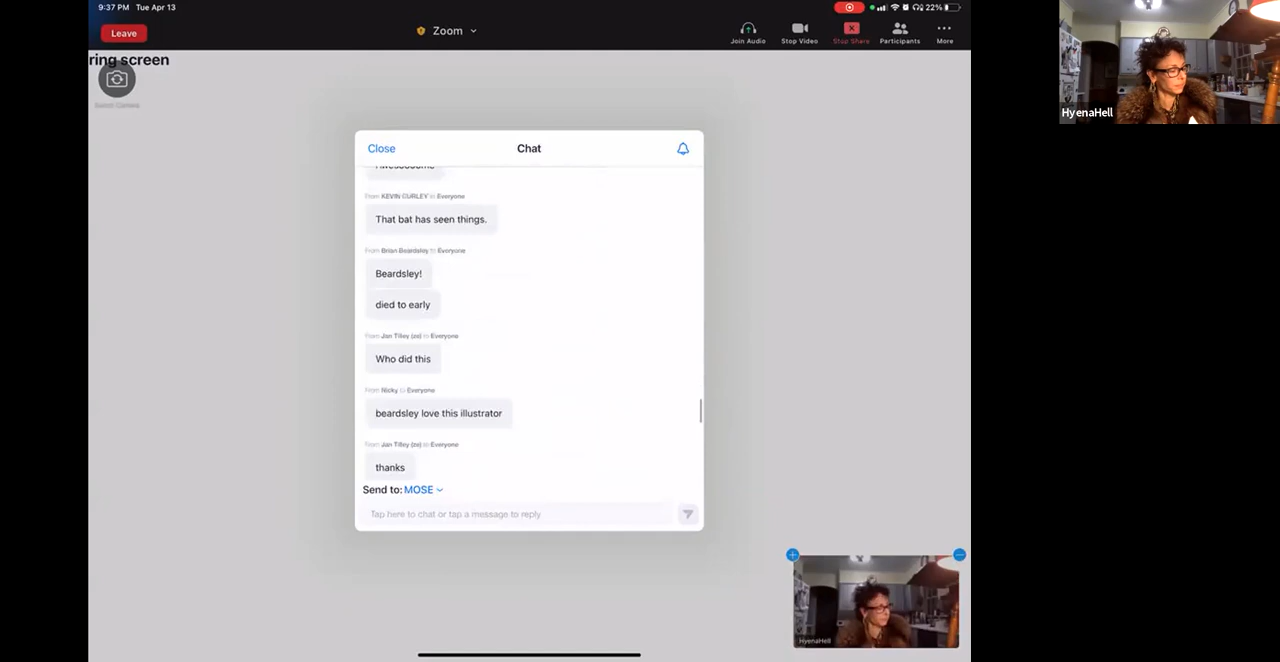 9:37 PM Tue Apr 13
22%
Leave
Zoom
Join Audio
Stop Video
Stop Share
Participants
More
ring screen
HyenaHell
Close
Chat
From KEVIN CURLEY to Everyone
That bat has seen things.
From Brian Beardsley to Everyone
Beardsley!
died to early
From Jan Tilley (ze) to Everyone
Who did this
From Nicky to Everyone
beardsley love this illustrator
From Jan Tilley (ze) to Everyone
thanks
Send to: MOSE
Tap here to chat or tap a message to reply
HyenaHell